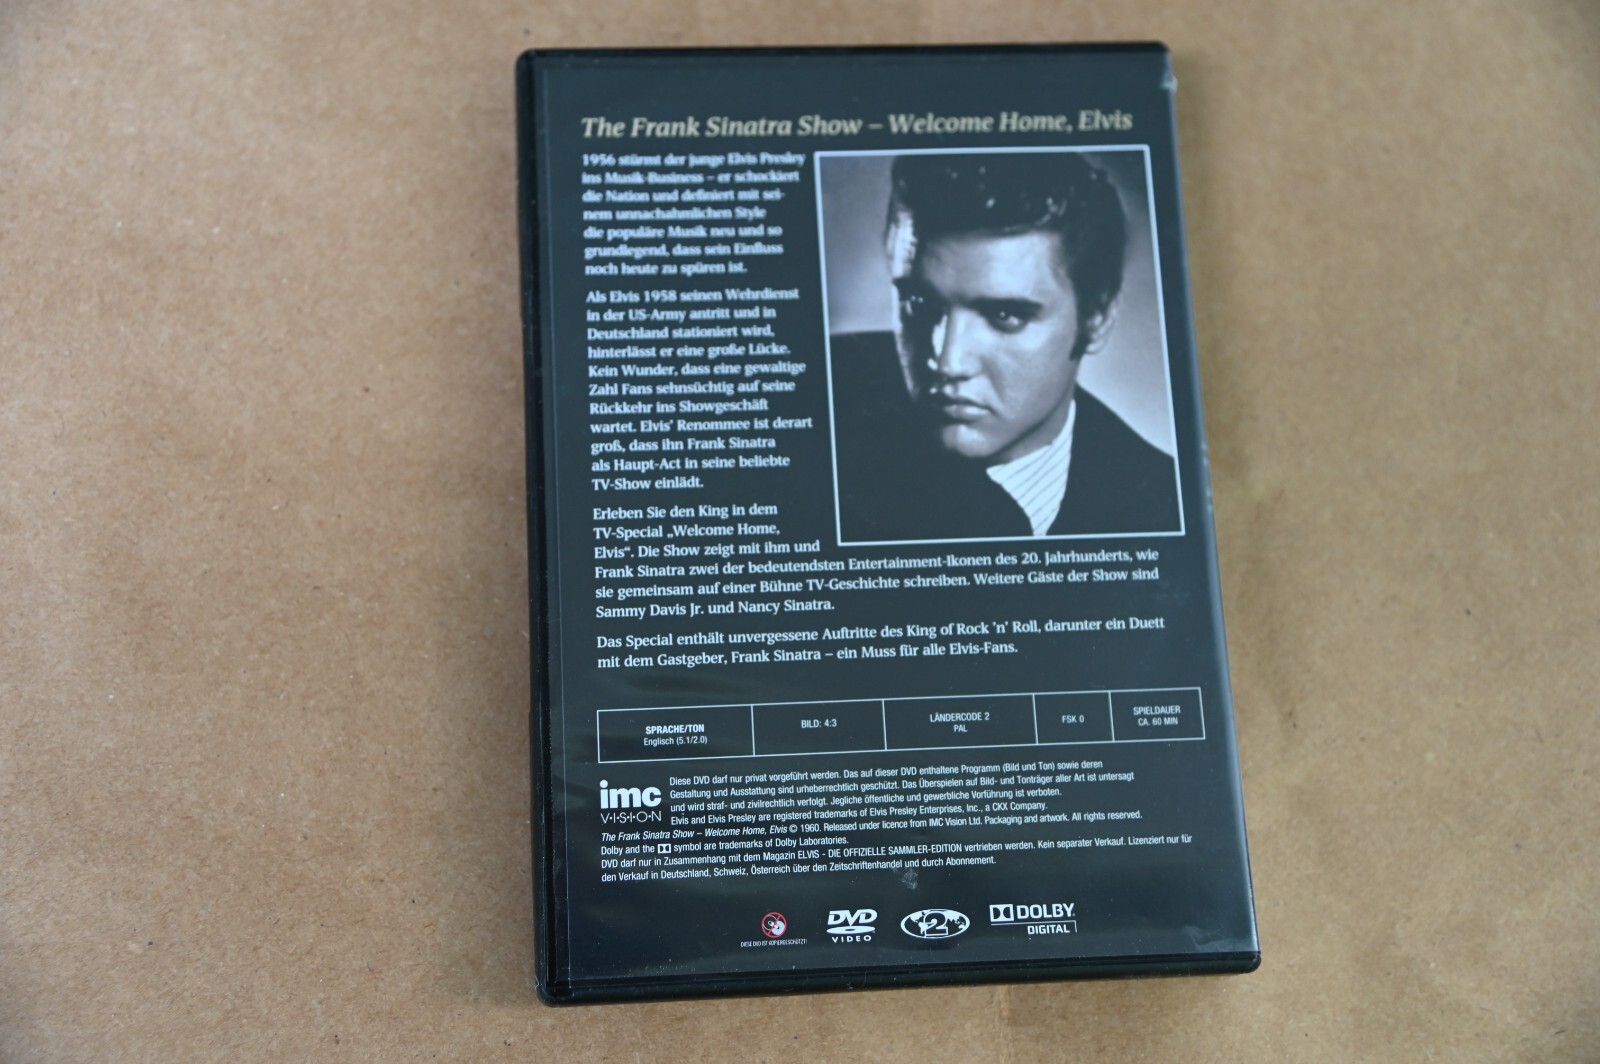 The Frank Sinatra Show – Welcome Home, Elvis
1956 stürmt der junge Elvis Presley
ins Musik-Business – er schockiert
die Nation und definiert mit sei-
nem unnachahmlichen Style
die populäre Musik neu und so
grundlegend, dass sein Einfluss
noch heute zu spüren ist.
Als Elvis 1958 seinen Wehrdienst
in der US-Army antritt und in
Deutschland stationiert wird,
hinterlässt er eine große Lücke.
Kein Wunder, dass eine gewaltige
Zahl Fans sehnsüchtig auf seine
Rückkehr ins Showgeschäft
wartet. Elvis' Renommee ist derart
groß, dass ihn Frank Sinatra
als Haupt-Act in seine beliebte
TV-Show einlädt.
Erleben Sie den King in dem
TV-Special „Welcome Home,
Elvis“. Die Show zeigt mit ihm und
Frank Sinatra zwei der bedeutendsten Entertainment-Ikonen des 20. Jahrhunderts, wie
sie gemeinsam auf einer Bühne TV-Geschichte schreiben. Weitere Gäste der Show sind
Sammy Davis Jr. und Nancy Sinatra.
Das Special enthält unvergessene Auftritte des King of Rock 'n' Roll, darunter ein Duett
mit dem Gastgeber, Frank Sinatra – ein Muss für alle Elvis-Fans.
SPRACHE/TON
Englisch (5.1/2.0)
BILD: 4:3
LÄNDERCODE 2
PAL
FSK 0
SPIELDAUER
CA. 60 MIN
imc
V·I·S·I·O·N
Diese DVD darf nur privat vorgeführt werden. Das auf dieser DVD enthaltene Programm (Bild und Ton) sowie deren
Gestaltung und Ausstattung sind urheberrechtlich geschützt. Das Überspielen auf Bild- und Tonträger aller Art ist untersagt
und wird straf- und zivilrechtlich verfolgt. Jegliche öffentliche und gewerbliche Vorführung ist verboten.
Elvis and Elvis Presley are registered trademarks of Elvis Presley Enterprises, Inc., a CKX Company.
The Frank Sinatra Show – Welcome Home, Elvis © 1960. Released under licence from IMC Vision Ltd. Packaging and artwork. All rights reserved.
Dolby and the symbol are trademarks of Dolby Laboratories.
DVD darf nur in Zusammenhang mit dem Magazin ELVIS - DIE OFFIZIELLE SAMMLER-EDITION vertrieben werden. Kein separater Verkauf. Lizenziert nur für
den Verkauf in Deutschland, Schweiz, Österreich über den Zeitschriftenhandel und durch Abonnement.
DIESE DVD IST KOPIERGESCHÜTZT!
DVD
VIDEO
2
DOLBY
DIGITAL